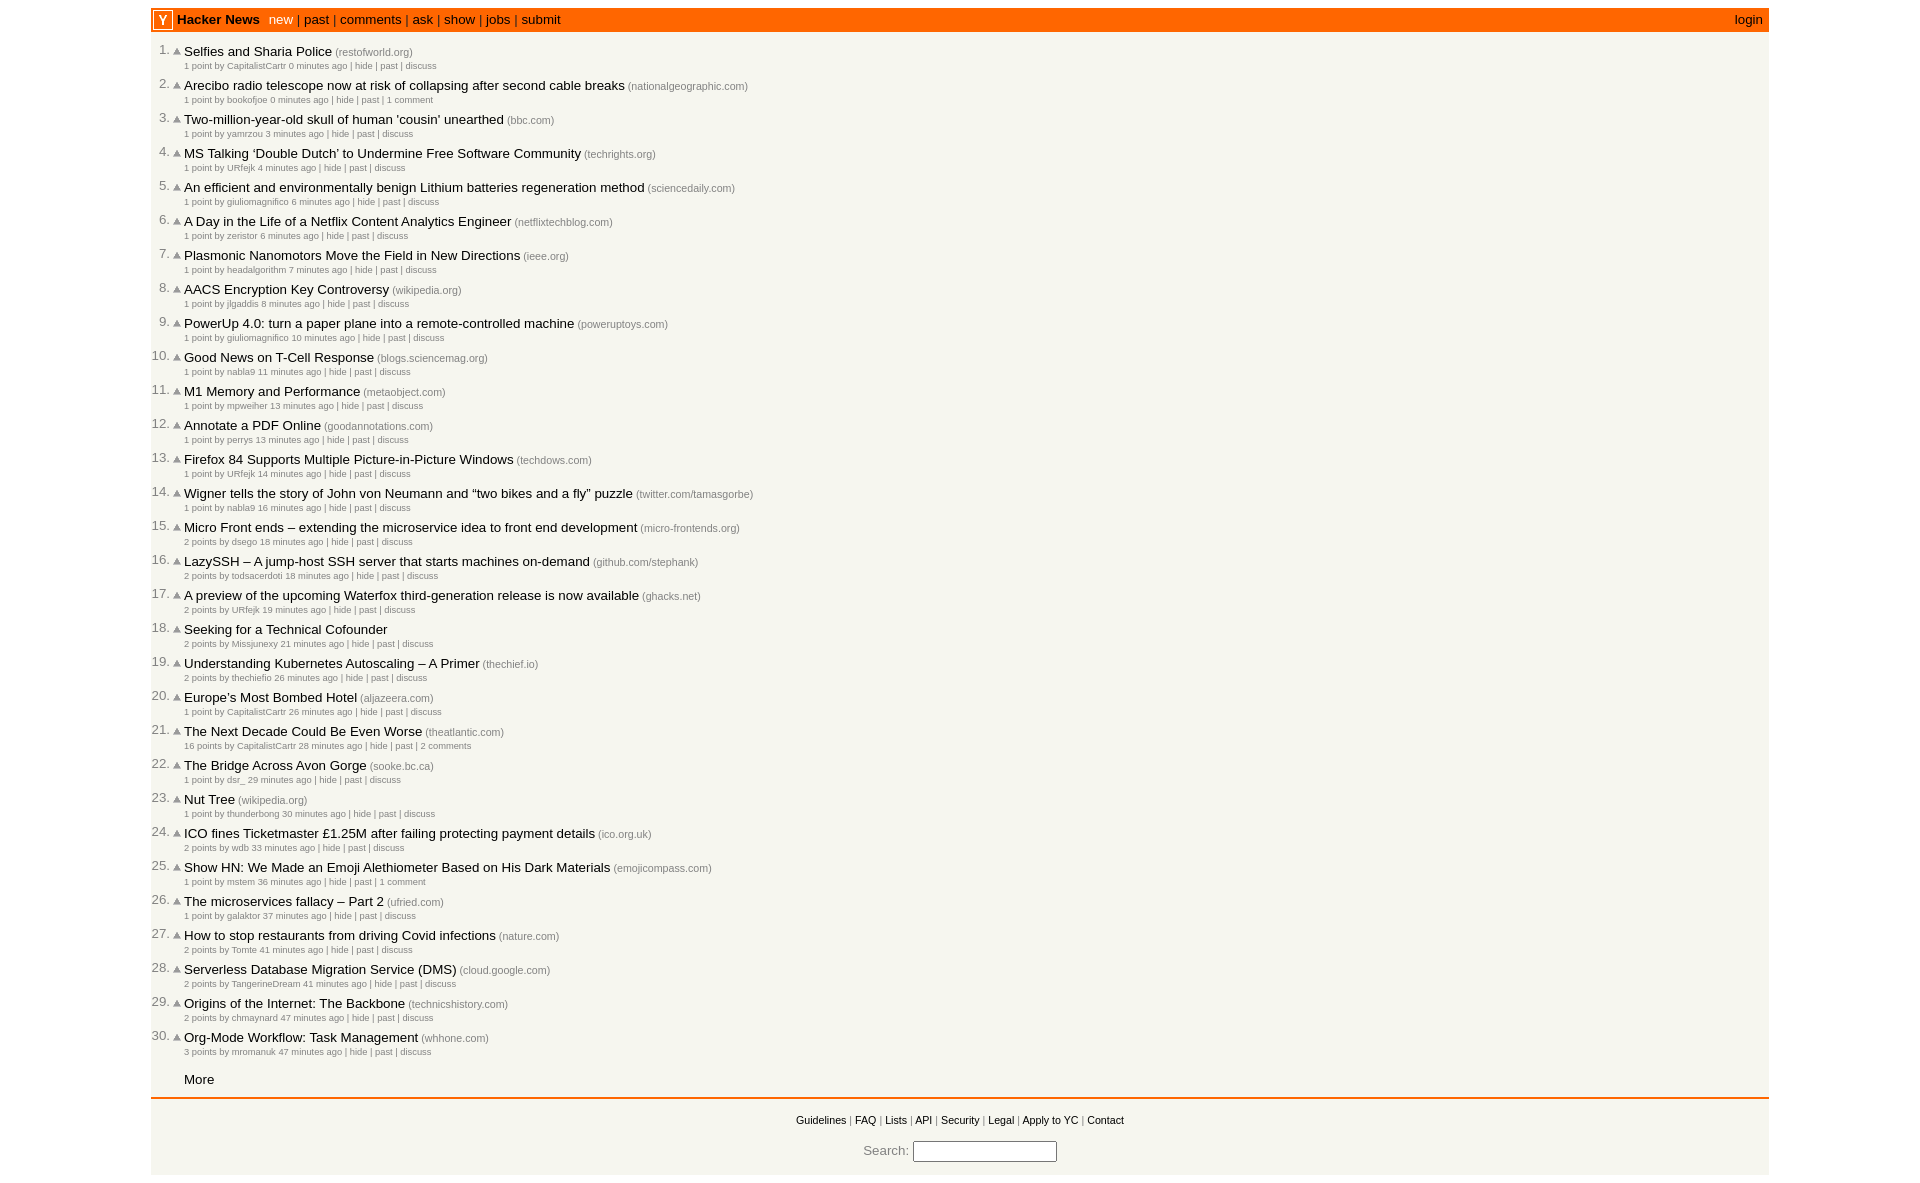 Y Hacker News new | past | comments | ask | show | jobs | submit login
1. Selfies and Sharia Police (restofworld.org)
1 point by CapitalistCartr 0 minutes ago | hide | past | discuss
2. Arecibo radio telescope now at risk of collapsing after second cable breaks (nationalgeographic.com)
1 point by bookofjoe 0 minutes ago | hide | past | 1 comment
3. Two-million-year-old skull of human 'cousin' unearthed (bbc.com)
1 point by yamrzou 3 minutes ago | hide | past | discuss
4. MS Talking ‘Double Dutch’ to Undermine Free Software Community (techrights.org)
1 point by URfejk 4 minutes ago | hide | past | discuss
5. An efficient and environmentally benign Lithium batteries regeneration method (sciencedaily.com)
1 point by giuliomagnifico 6 minutes ago | hide | past | discuss
6. A Day in the Life of a Netflix Content Analytics Engineer (netflixtechblog.com)
1 point by zeristor 6 minutes ago | hide | past | discuss
7. Plasmonic Nanomotors Move the Field in New Directions (ieee.org)
1 point by headalgorithm 7 minutes ago | hide | past | discuss
8. AACS Encryption Key Controversy (wikipedia.org)
1 point by jlgaddis 8 minutes ago | hide | past | discuss
9. PowerUp 4.0: turn a paper plane into a remote-controlled machine (poweruptoys.com)
1 point by giuliomagnifico 10 minutes ago | hide | past | discuss
10. Good News on T-Cell Response (blogs.sciencemag.org)
1 point by nabla9 11 minutes ago | hide | past | discuss
11. M1 Memory and Performance (metaobject.com)
1 point by mpweiher 13 minutes ago | hide | past | discuss
12. Annotate a PDF Online (goodannotations.com)
1 point by perrys 13 minutes ago | hide | past | discuss
13. Firefox 84 Supports Multiple Picture-in-Picture Windows (techdows.com)
1 point by URfejk 14 minutes ago | hide | past | discuss
14. Wigner tells the story of John von Neumann and “two bikes and a fly” puzzle (twitter.com/tamasgorbe)
1 point by nabla9 16 minutes ago | hide | past | discuss
15. Micro Front ends – extending the microservice idea to front end development (micro-frontends.org)
2 points by dsego 18 minutes ago | hide | past | discuss
16. LazySSH – A jump-host SSH server that starts machines on-demand (github.com/stephank)
2 points by todsacerdoti 18 minutes ago | hide | past | discuss
17. A preview of the upcoming Waterfox third-generation release is now available (ghacks.net)
2 points by URfejk 19 minutes ago | hide | past | discuss
18. Seeking for a Technical Cofounder
2 points by Missjunexy 21 minutes ago | hide | past | discuss
19. Understanding Kubernetes Autoscaling – A Primer (thechief.io)
2 points by thechiefio 26 minutes ago | hide | past | discuss
20. Europe’s Most Bombed Hotel (aljazeera.com)
1 point by CapitalistCartr 26 minutes ago | hide | past | discuss
21. The Next Decade Could Be Even Worse (theatlantic.com)
16 points by CapitalistCartr 28 minutes ago | hide | past | 2 comments
22. The Bridge Across Avon Gorge (sooke.bc.ca)
1 point by dsr_ 29 minutes ago | hide | past | discuss
23. Nut Tree (wikipedia.org)
1 point by thunderbong 30 minutes ago | hide | past | discuss
24. ICO fines Ticketmaster £1.25M after failing protecting payment details (ico.org.uk)
2 points by wdb 33 minutes ago | hide | past | discuss
25. Show HN: We Made an Emoji Alethiometer Based on His Dark Materials (emojicompass.com)
1 point by mstem 36 minutes ago | hide | past | 1 comment
26. The microservices fallacy – Part 2 (ufried.com)
1 point by galaktor 37 minutes ago | hide | past | discuss
27. How to stop restaurants from driving Covid infections (nature.com)
2 points by Tomte 41 minutes ago | hide | past | discuss
28. Serverless Database Migration Service (DMS) (cloud.google.com)
2 points by TangerineDream 41 minutes ago | hide | past | discuss
29. Origins of the Internet: The Backbone (technicshistory.com)
2 points by chmaynard 47 minutes ago | hide | past | discuss
30. Org-Mode Workflow: Task Management (whhone.com)
3 points by mromanuk 47 minutes ago | hide | past | discuss
More
Guidelines | FAQ | Lists | API | Security | Legal | Apply to YC | Contact
Search: